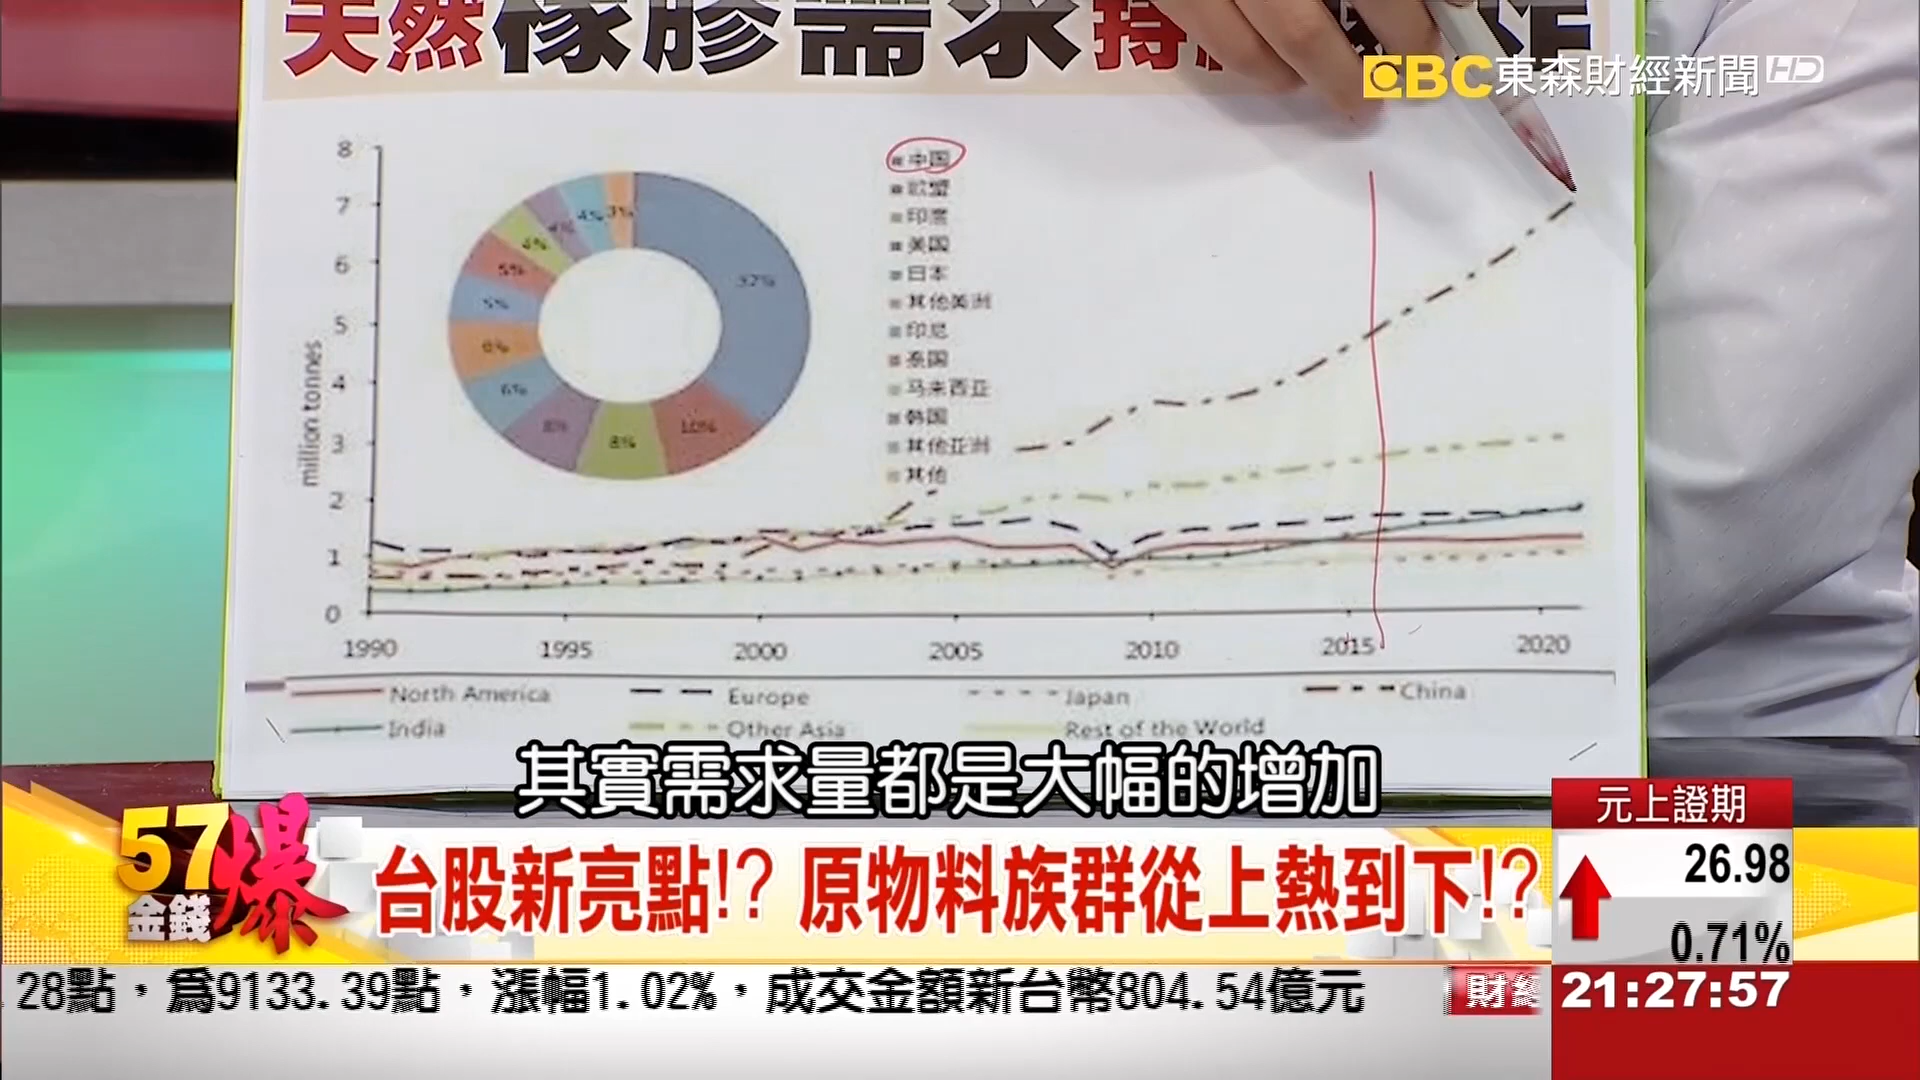 天然橡膠需求持
EBC東森財經新聞HD
8
7
6
5
4
3
2
1
0
million tonnes
37%
10%
8%
8%
6%
6%
5%
5%
4%
4%
4%
3%
中国
欧盟
印度
美国
日本
其他美洲
印尼
泰国
马来西亚
韩国
其他亚洲
其他
1990 1995 2000 2005 2010 2015 2020
North America Europe Japan China
India Other Asia Rest of the World
其實需求量都是大幅的增加
57金錢爆
台股新亮點!? 原物料族群從上熱到下!?
元上證期
26.98
0.71%
.28點，為9133.39點，漲幅1.02%，成交金額新台幣804.54億元
財經
21:27:57